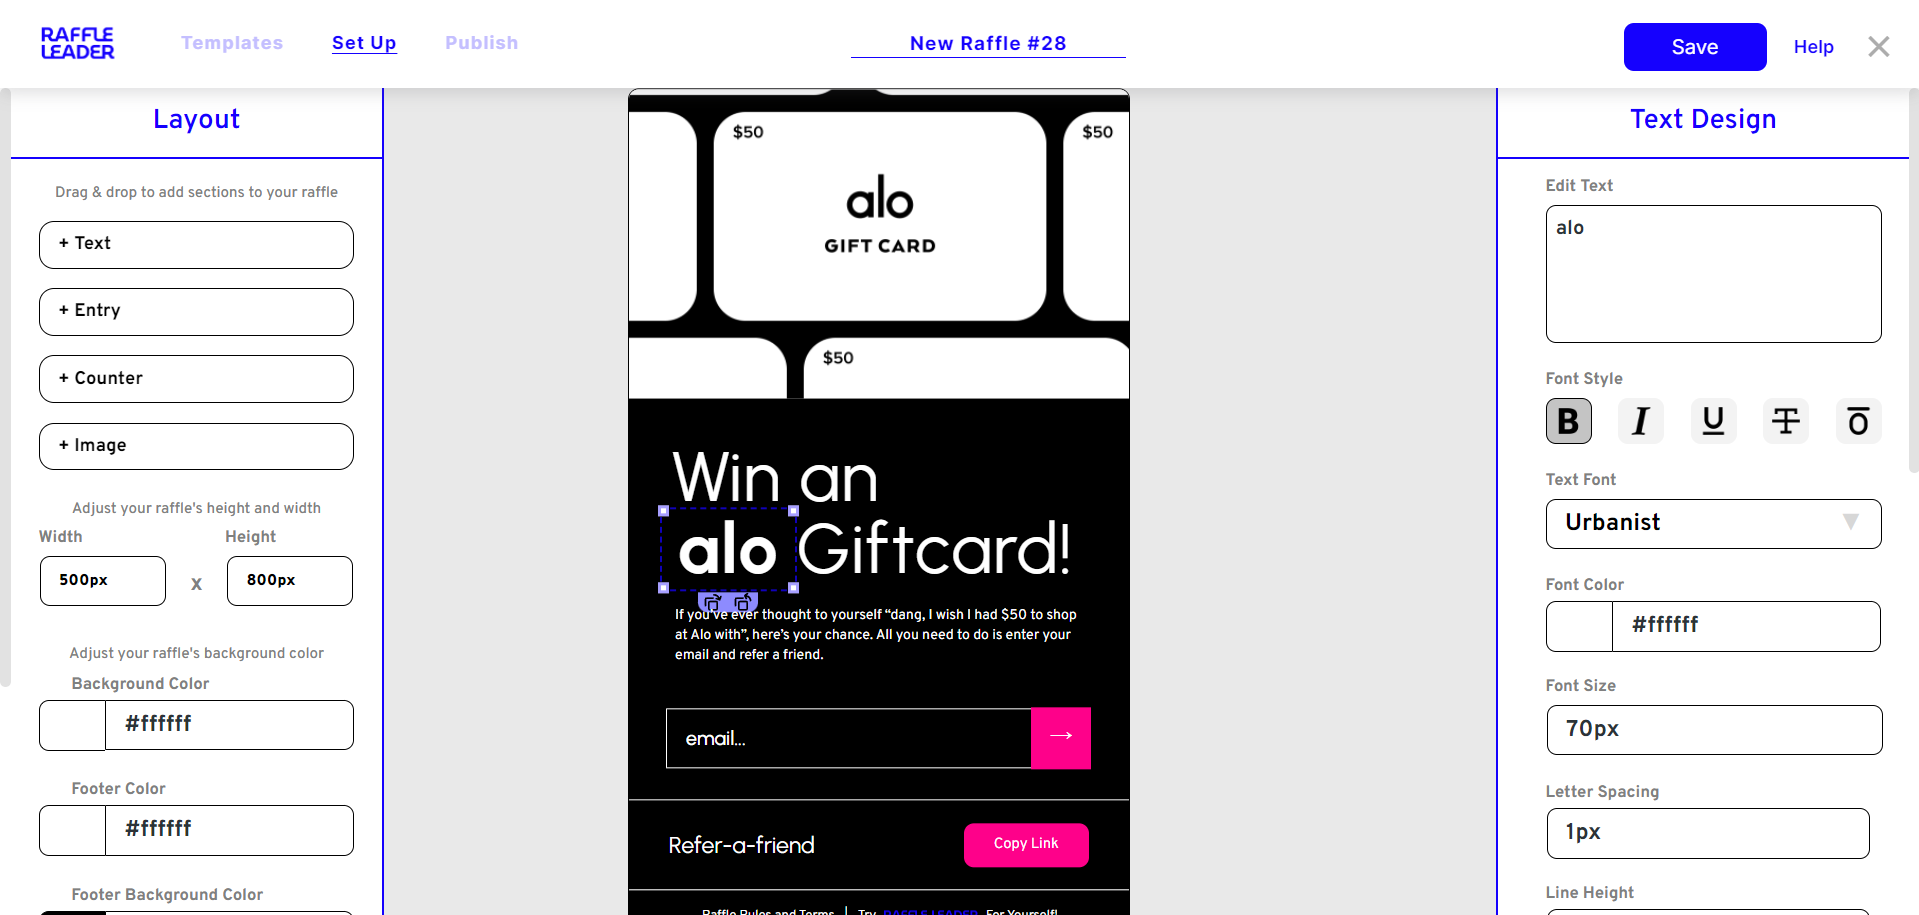 RAFFLE
LEADER
Templates
Set Up
Publish
New Raffle #28
Save
Help
Layout
Drag & drop to add sections to your raffle
+ Text
+ Entry
+ Counter
+ Image
Adjust your raffle's height and width
Width
Height
500px
x
800px
Adjust your raffle's background color
Background Color
#ffffff
Footer Color
#ffffff
Footer Background Color
$50
$50
alo
GIFT CARD
$50
Win an
alo Giftcard!
If you've ever thought to yourself “dang, I wish I had $50 to shop
at Alo with”, here's your chance. All you need to do is enter your
email and refer a friend.
email...
→
Refer-a-friend
Copy Link
Raffle Rules and Terms | Try RAFFLE LEADER For Yourself!
Text Design
Edit Text
alo
Font Style
B I U T O
Text Font
Urbanist
Font Color
#ffffff
Font Size
70px
Letter Spacing
1px
Line Height